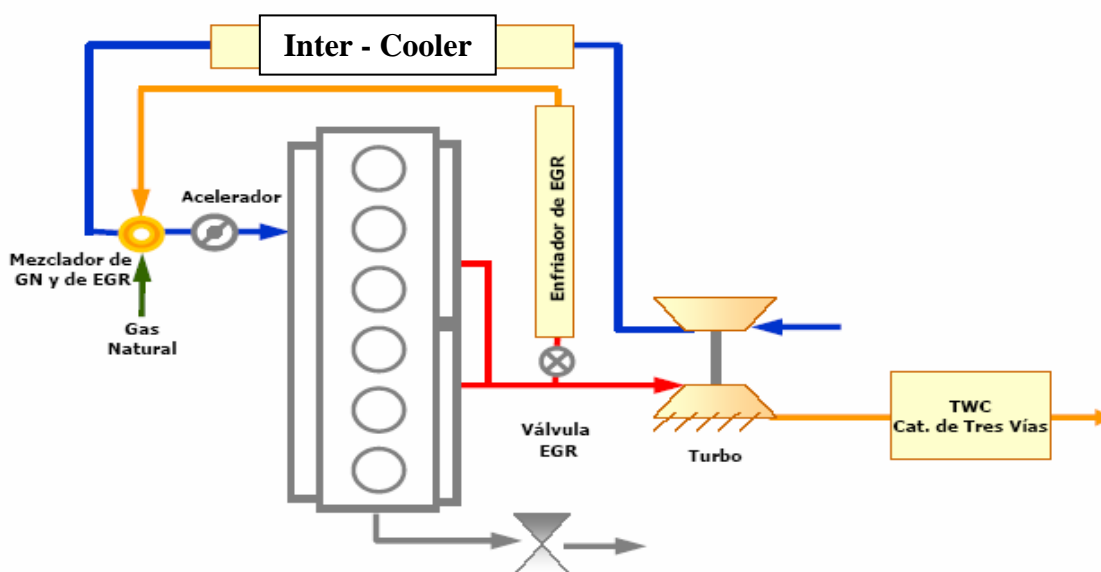 Inter - Cooler
Acelerador
Mezclador de
GN y de EGR
Gas
Natural
Enfriador de EGR
Válvula
EGR
Turbo
TWC
Cat. de Tres Vías